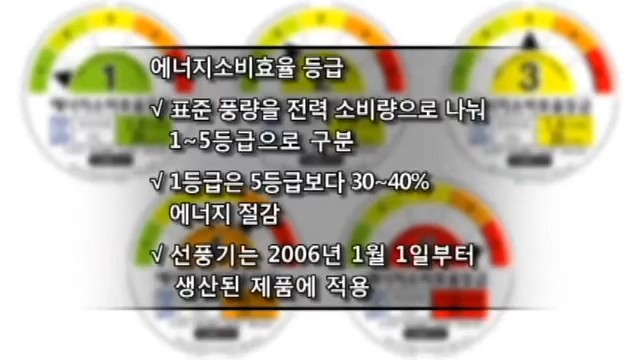 에너지소비효율 등급
√ 표준 풍량을 전력 소비량으로 나눠
1~5등급으로 구분
√ 1등급은 5등급보다 30~40%
에너지 절감
√ 선풍기는 2006년 1월 1일부터
생산된 제품에 적용
1
3